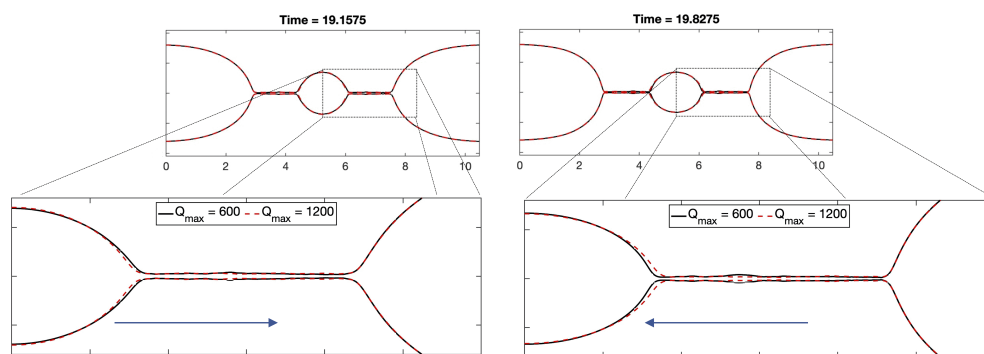 Time = 19.1575
Time = 19.8275
0 2 4 6 8 10
0 2 4 6 8 10
Q_max = 600 Q_max = 1200
Q_max = 600 Q_max = 1200